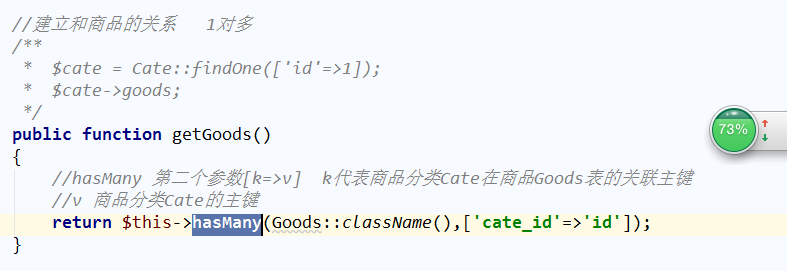 //建立和商品的关系   1对多
/**
 *  $cate = Cate::findOne(['id'=>1]);
 *  $cate->goods;
 */
public function getGoods()
{
    //hasMany 第二个参数[k=>v]  k代表商品分类Cate在商品Goods表的关联主键
    //v 商品分类Cate的主键
    return $this->hasMany(Goods::className(),['cate_id'=>'id']);
}
73%